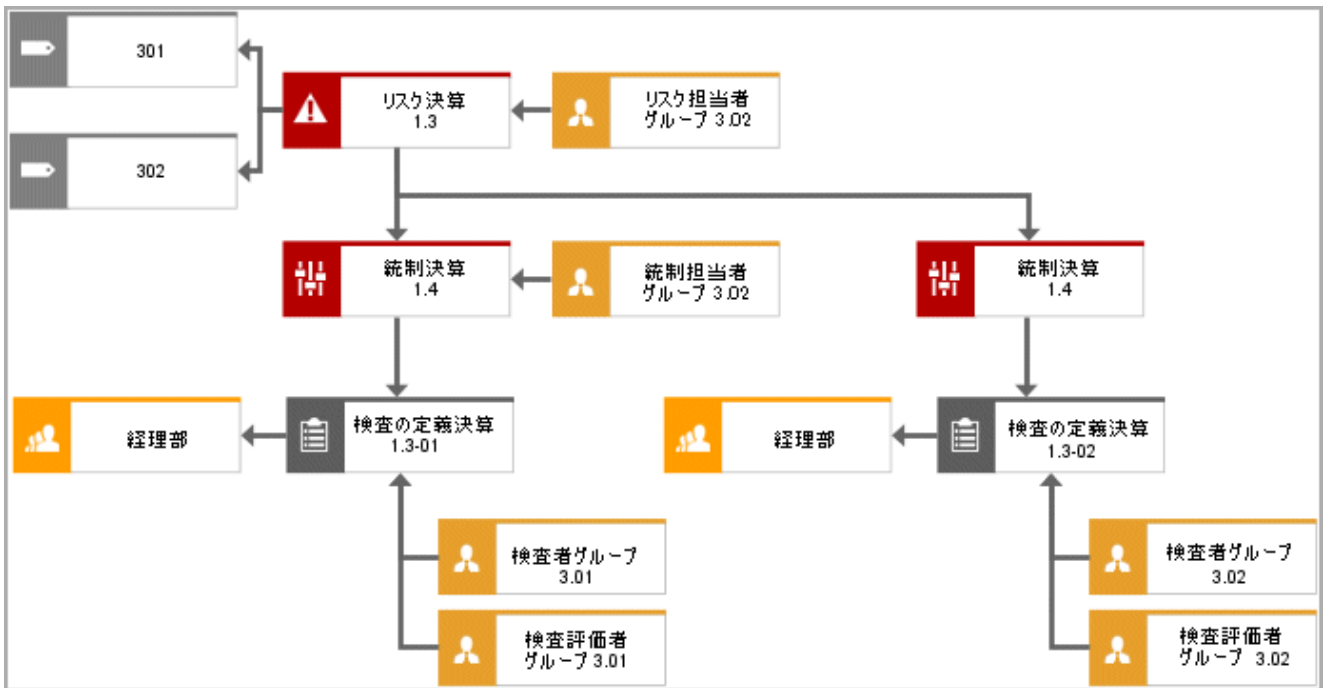 301
リスク決算
1.3
リスク担当者
グループ 3.02
302
統制決算
1.4
統制担当者
グループ 3.02
統制決算
1.4
経理部
検査の定義決算
1.3-01
経理部
検査の定義決算
1.3-02
検査者グループ
3.01
検査者グループ
3.02
検査評価者
グループ 3.01
検査評価者
グループ 3.02